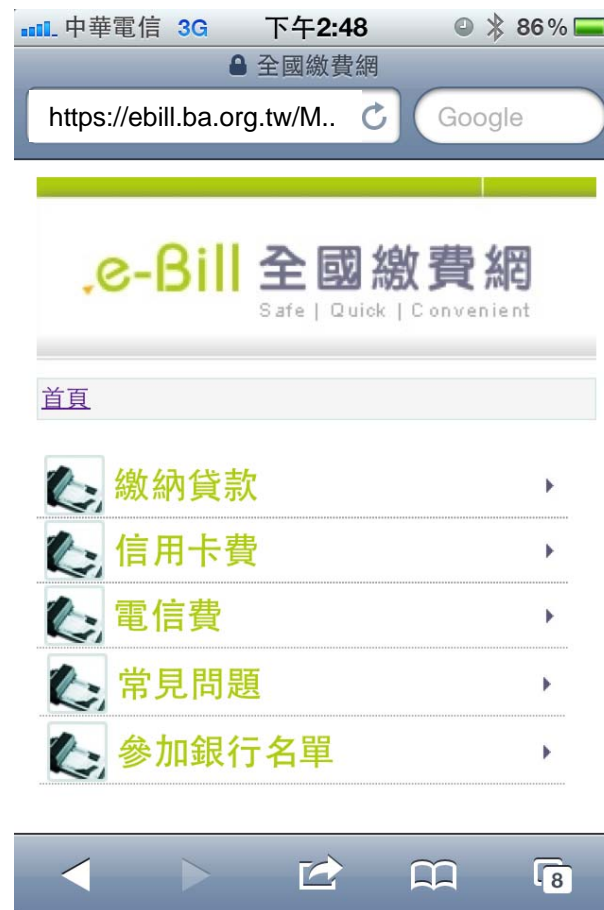 中華電信 3G 下午2:48 86%
全國繳費網
https://ebill.ba.org.tw/M.. Google
e-Bill 全國繳費網
Safe | Quick | Convenient
首頁
繳納貸款
信用卡費
電信費
常見問題
參加銀行名單
8